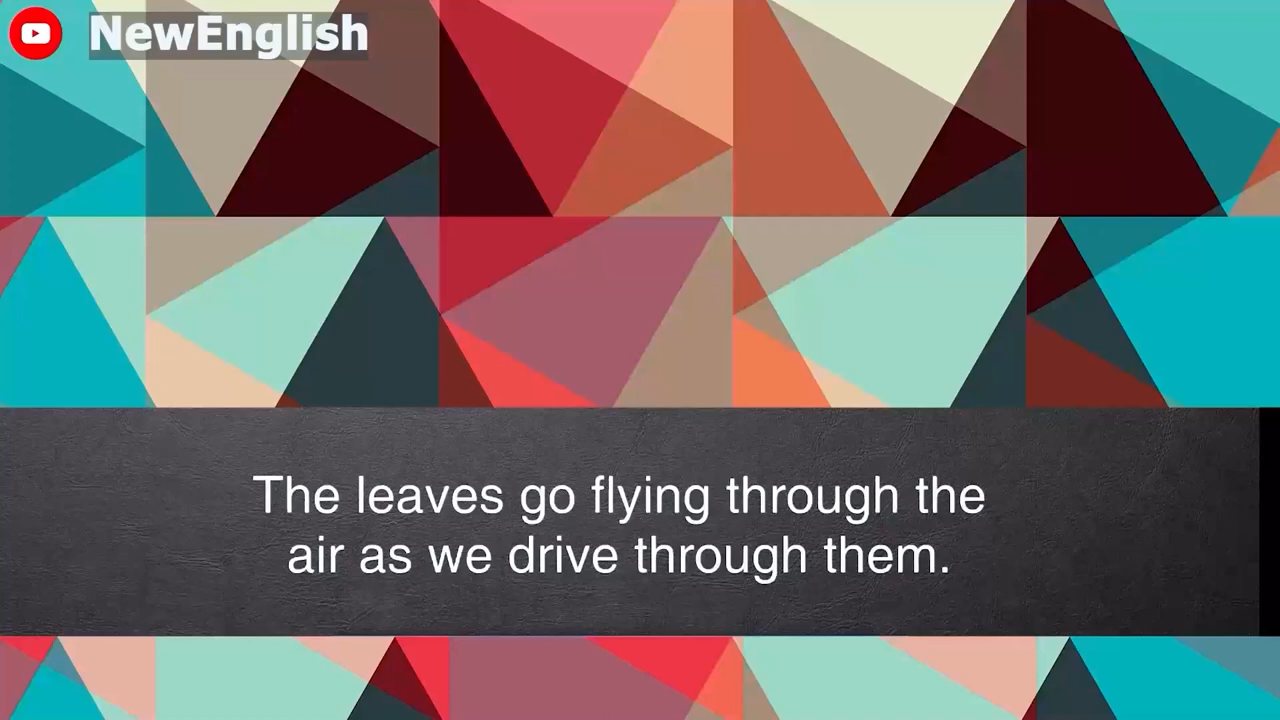 NewEnglish
The leaves go flying through the
air as we drive through them.